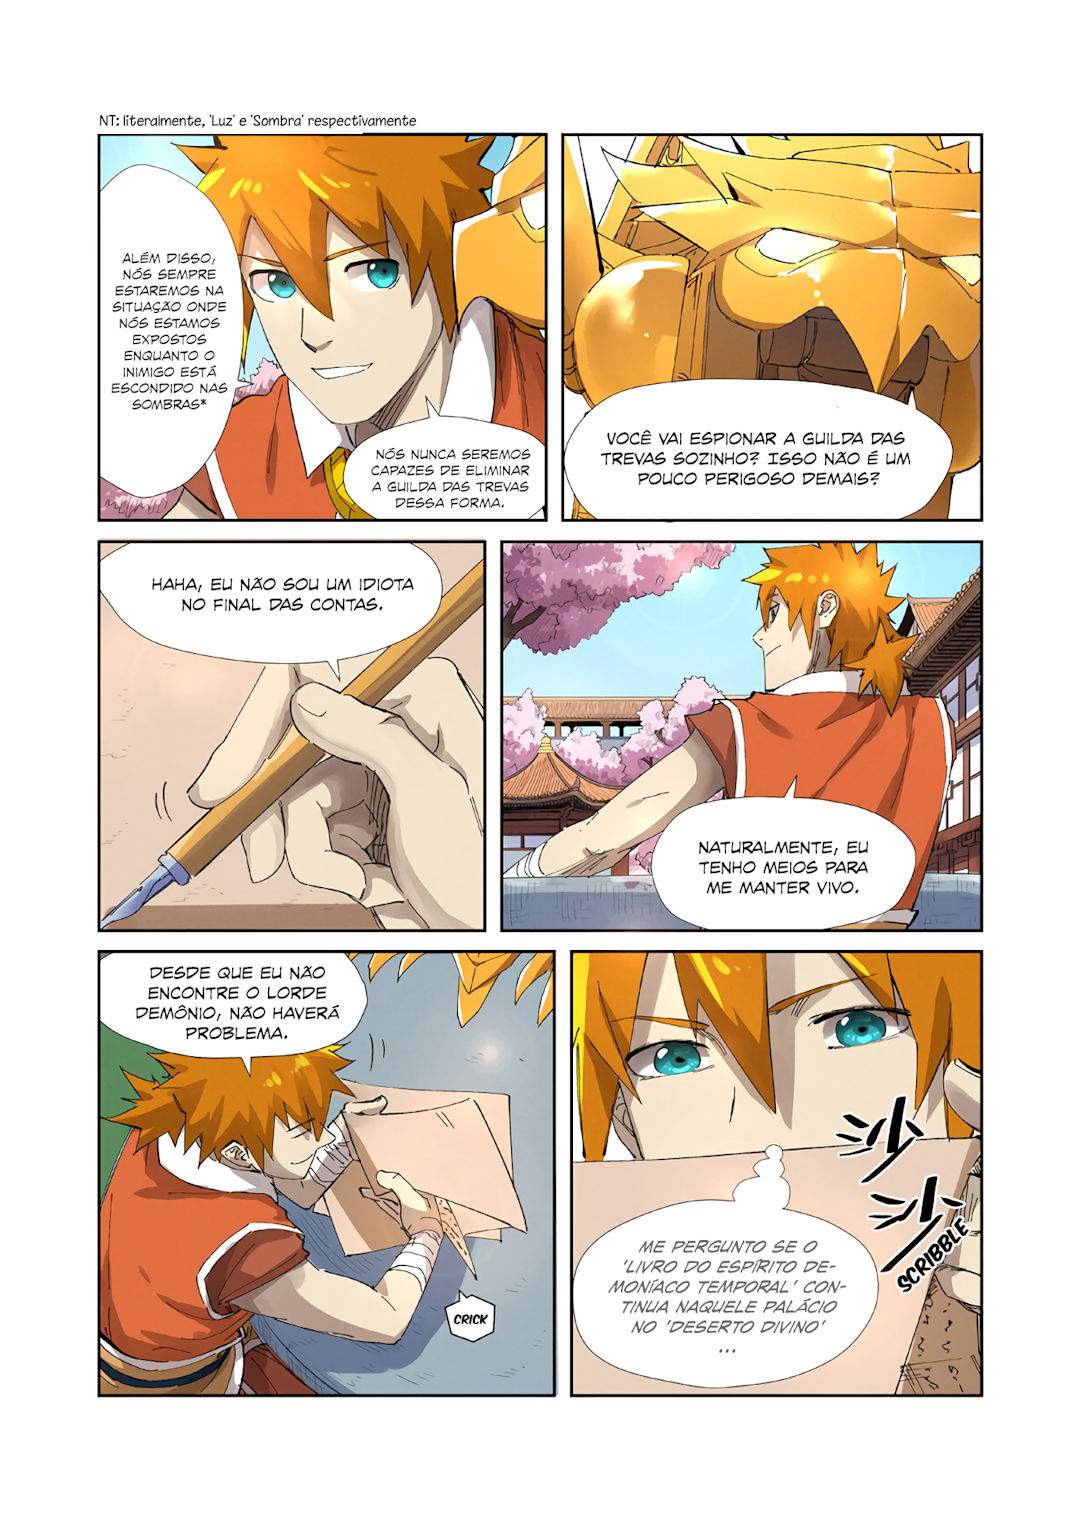 NT: literalmente, 'Luz' e 'Sombra' respectivamente
ALÉM DISSO,
NÓS SEMPRE
ESTAREMOS NA
SITUAÇÃO ONDE
NÓS ESTAMOS
EXPOSTOS
ENQUANTO O
INIMIGO ESTÁ
ESCONDIDO NAS
SOMBRAS*
NÓS NUNCA SEREMOS
CAPAZES DE ELIMINAR
A GUILDA DAS TREVAS
DESSA FORMA.
VOCÊ VAI ESPIONAR A GUILDA DAS
TREVAS SOZINHO? ISSO NÃO É UM
POUCO PERIGOSO DEMAIS?
HAHA, EU NÃO SOU UM IDIOTA
NO FINAL DAS CONTAS.
NATURALMENTE, EU
TENHO MEIOS PARA
ME MANTER VIVO.
DESDE QUE EU NÃO
ENCONTRE O LORDE
DEMÔNIO, NÃO HAVERÁ
PROBLEMA.
CRICK
沙
沙
SCRIBBLE
ME PERGUNTO SE O
'LIVRO DO ESPÍRITO DE-
MONÍACO TEMPORAL' CON-
TINUA NAQUELE PALÁCIO
NO 'DESERTO DIVINO'
...